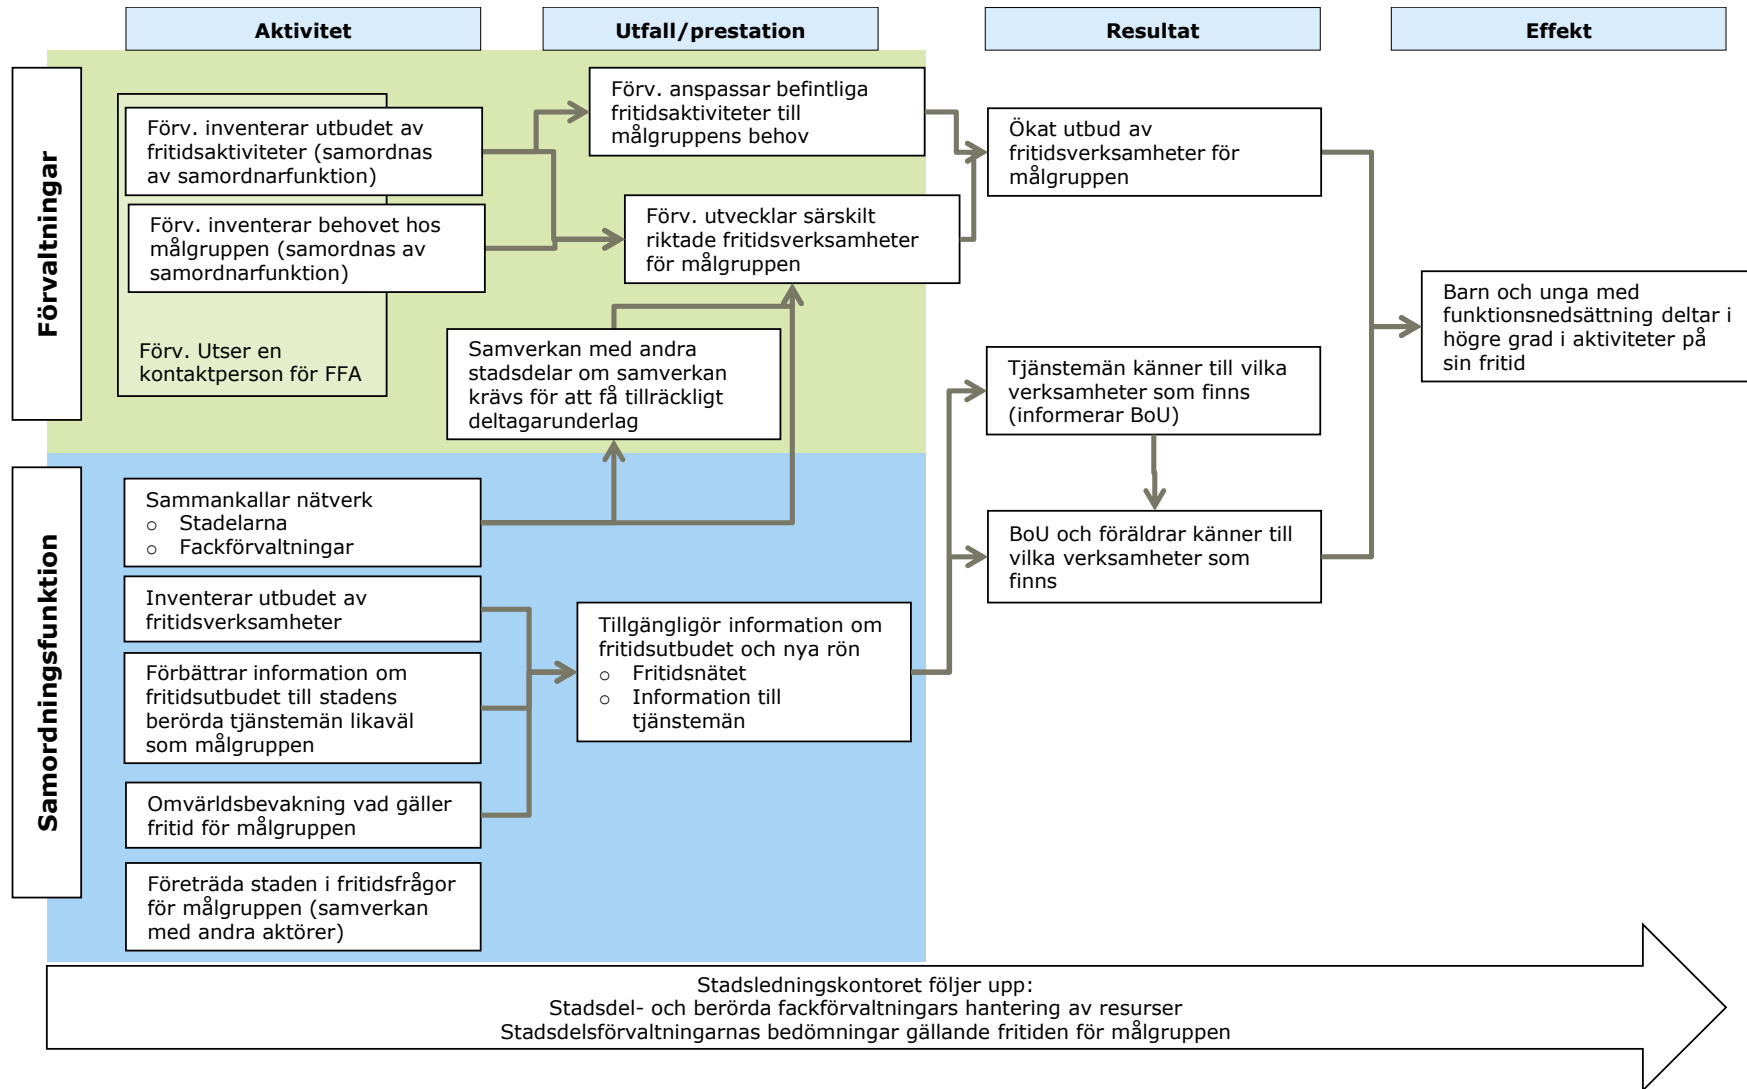 Aktivitet
Utfall/prestation
Resultat
Effekt
Förvaltningar
Förv. inventerar utbudet av
fritidsaktiviteter (samordnas
av samordnarfunktion)
Förv. inventerar behovet hos
målgruppen (samordnas av
samordnarfunktion)
Förv. Utser en
kontaktperson för FFA
Förv. anspassar befintliga
fritidsaktiviteter till
målgruppens behov
Förv. utvecklar särskilt
riktade fritidsverksamheter
för målgruppen
Samverkan med andra
stadsdelar om samverkan
krävs för att få tillräckligt
deltagarunderlag
Ökat utbud av
fritidsverksamheter för
målgruppen
Tjänstemän känner till vilka
verksamheter som finns
(informerar BoU)
BoU och föräldrar känner till
vilka verksamheter som
finns
Barn och unga med
funktionsnedsättning deltar i
högre grad i aktiviteter på
sin fritid
Samordningsfunktion
Sammankallar nätverk
o Stadelarna
o Fackförvaltningar
Inventerar utbudet av
fritidsverksamheter
Förbättrar information om
fritidsutbudet till stadens
berörda tjänstemän likaväl
som målgruppen
Omvärldsbevakning vad gäller
fritid för målgruppen
Företräda staden i fritidsfrågor
för målgruppen (samverkan
med andra aktörer)
Tillgängligör information om
fritidsutbudet och nya rön
o Fritidsnätet
o Information till
tjänstemän
Stadsledningskontoret följer upp:
Stadsdel- och berörda fackförvaltningars hantering av resurser
Stadsdelsförvaltningarnas bedömningar gällande fritiden för målgruppen